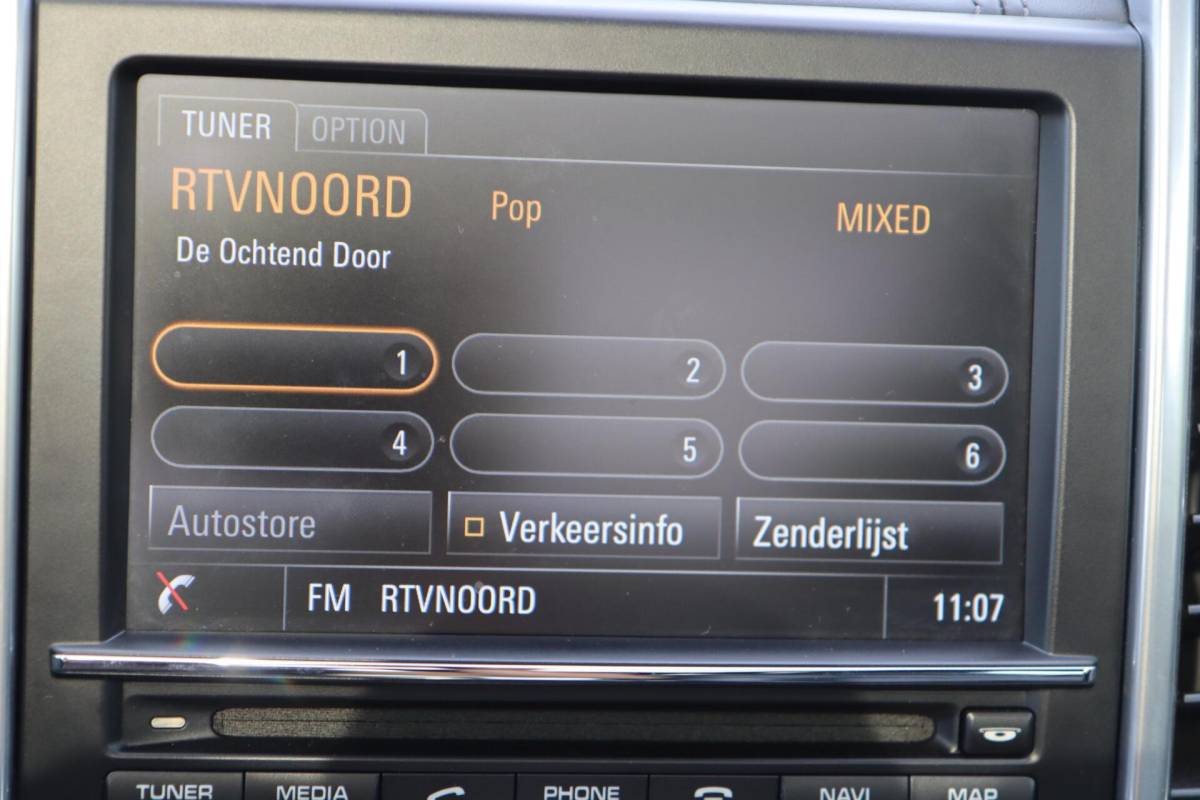 TUNER OPTION
RTVNOORD Pop MIXED
De Ochtend Door
1 2 3
4 5 6
Autostore Verkeersinfo Zenderlijst
FM RTVNOORD 11:07
TUNER MEDIA PHONE NAVI MAP